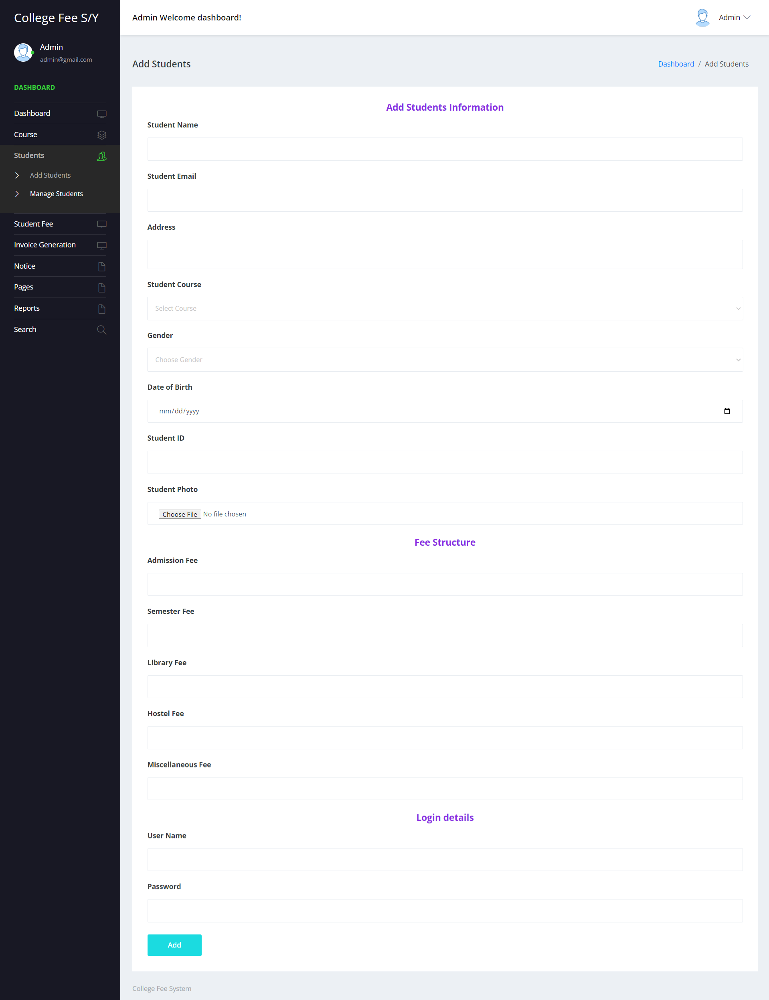 College Fee S/Y
Admin
admin@gmail.com
DASHBOARD
Dashboard
Course
Students
Add Students
Manage Students
Student Fee
Invoice Generation
Notice
Pages
Reports
Search
Admin Welcome dashboard!
Admin
Add Students
Dashboard / Add Students
Add Students Information
Student Name
Student Email
Address
Student Course
Select Course
Gender
Choose Gender
Date of Birth
mm/dd/yyyy
Student ID
Student Photo
Choose File No file chosen
Fee Structure
Admission Fee
Semester Fee
Library Fee
Hostel Fee
Miscellaneous Fee
Login details
User Name
Password
Add
College Fee System